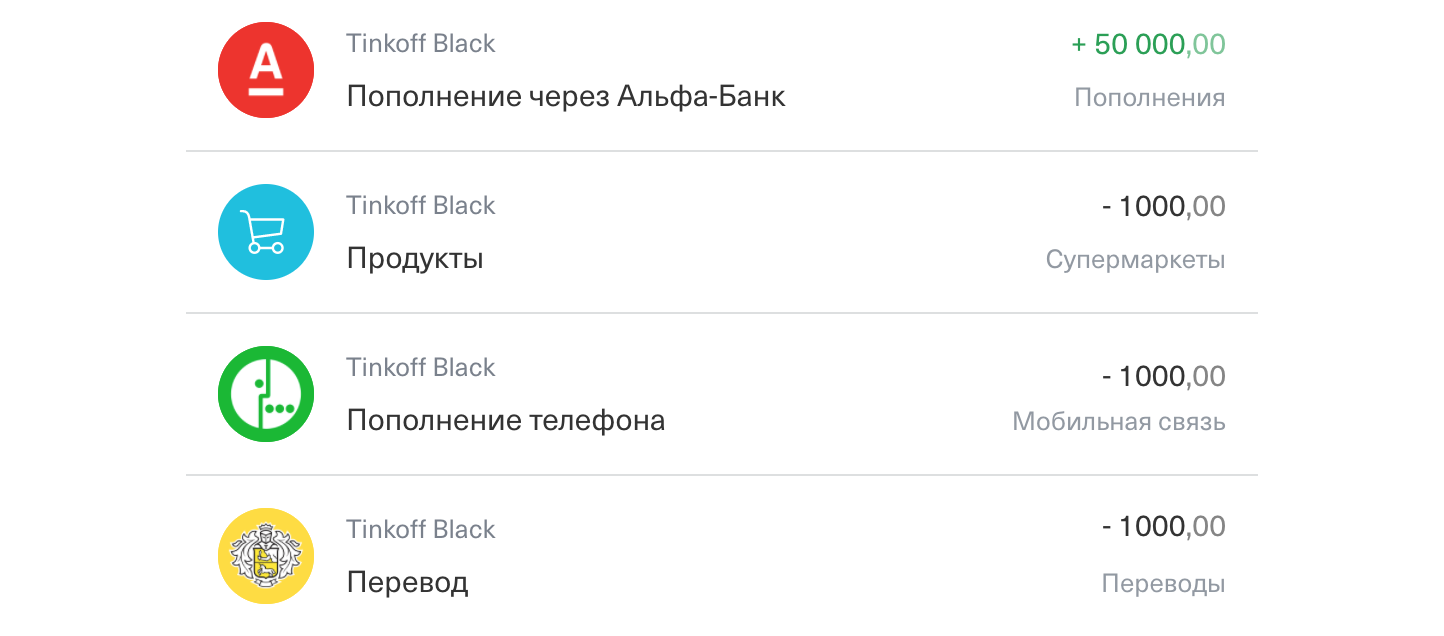 Tinkoff Black
+ 50 000,00
Пополнение через Альфа-Банк
Пополнения
Tinkoff Black
- 1000,00
Продукты
Супермаркеты
Tinkoff Black
- 1000,00
Пополнение телефона
Мобильная связь
Tinkoff Black
- 1000,00
Перевод
Переводы